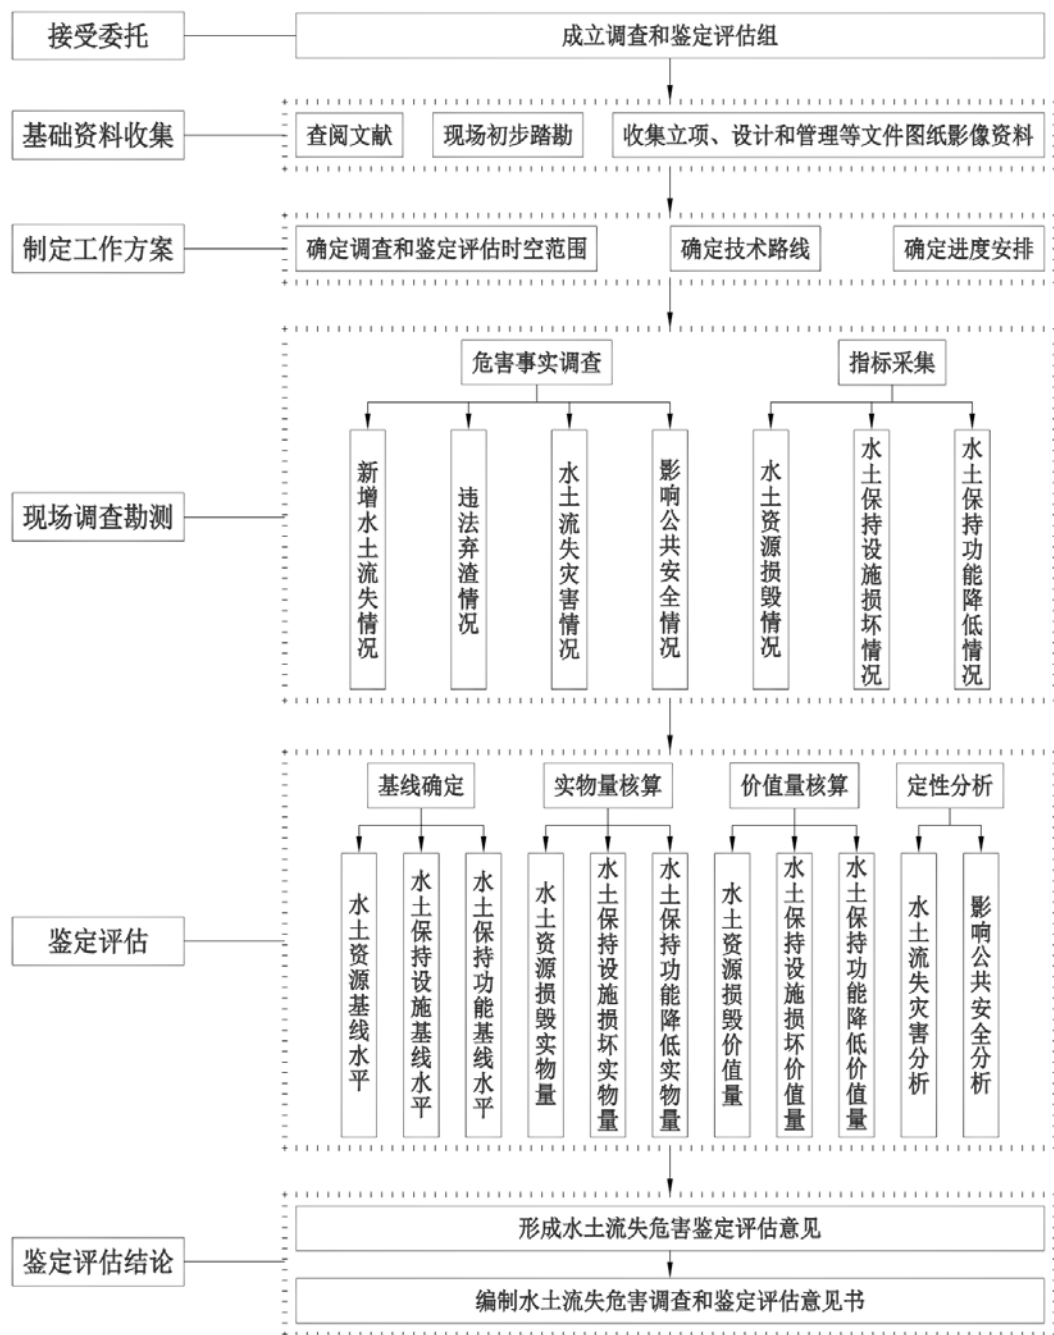 接受委托
成立调查和鉴定评估组
基础资料收集
查阅文献
现场初步踏勘
收集立项、设计和管理等文件图纸影像资料
制定工作方案
确定调查和鉴定评估时空范围
确定技术路线
确定进度安排
现场调查勘测
危害事实调查
指标采集
新增水土流失情况
违法弃渣情况
水土流失灾害情况
影响公共安全情况
水土资源损毁情况
水土保持设施损坏情况
水土保持功能降低情况
鉴定评估
基线确定
实物量核算
价值量核算
定性分析
水土资源基线水平
水土保持设施基线水平
水土保持功能基线水平
水土资源损毁实物量
水土保持设施损坏实物量
水土保持功能降低实物量
水土资源损毁价值量
水土保持设施损坏价值量
水土保持功能降低价值量
水土流失灾害分析
影响公共安全分析
鉴定评估结论
形成水土流失危害鉴定评估意见
编制水土流失危害调查和鉴定评估意见书